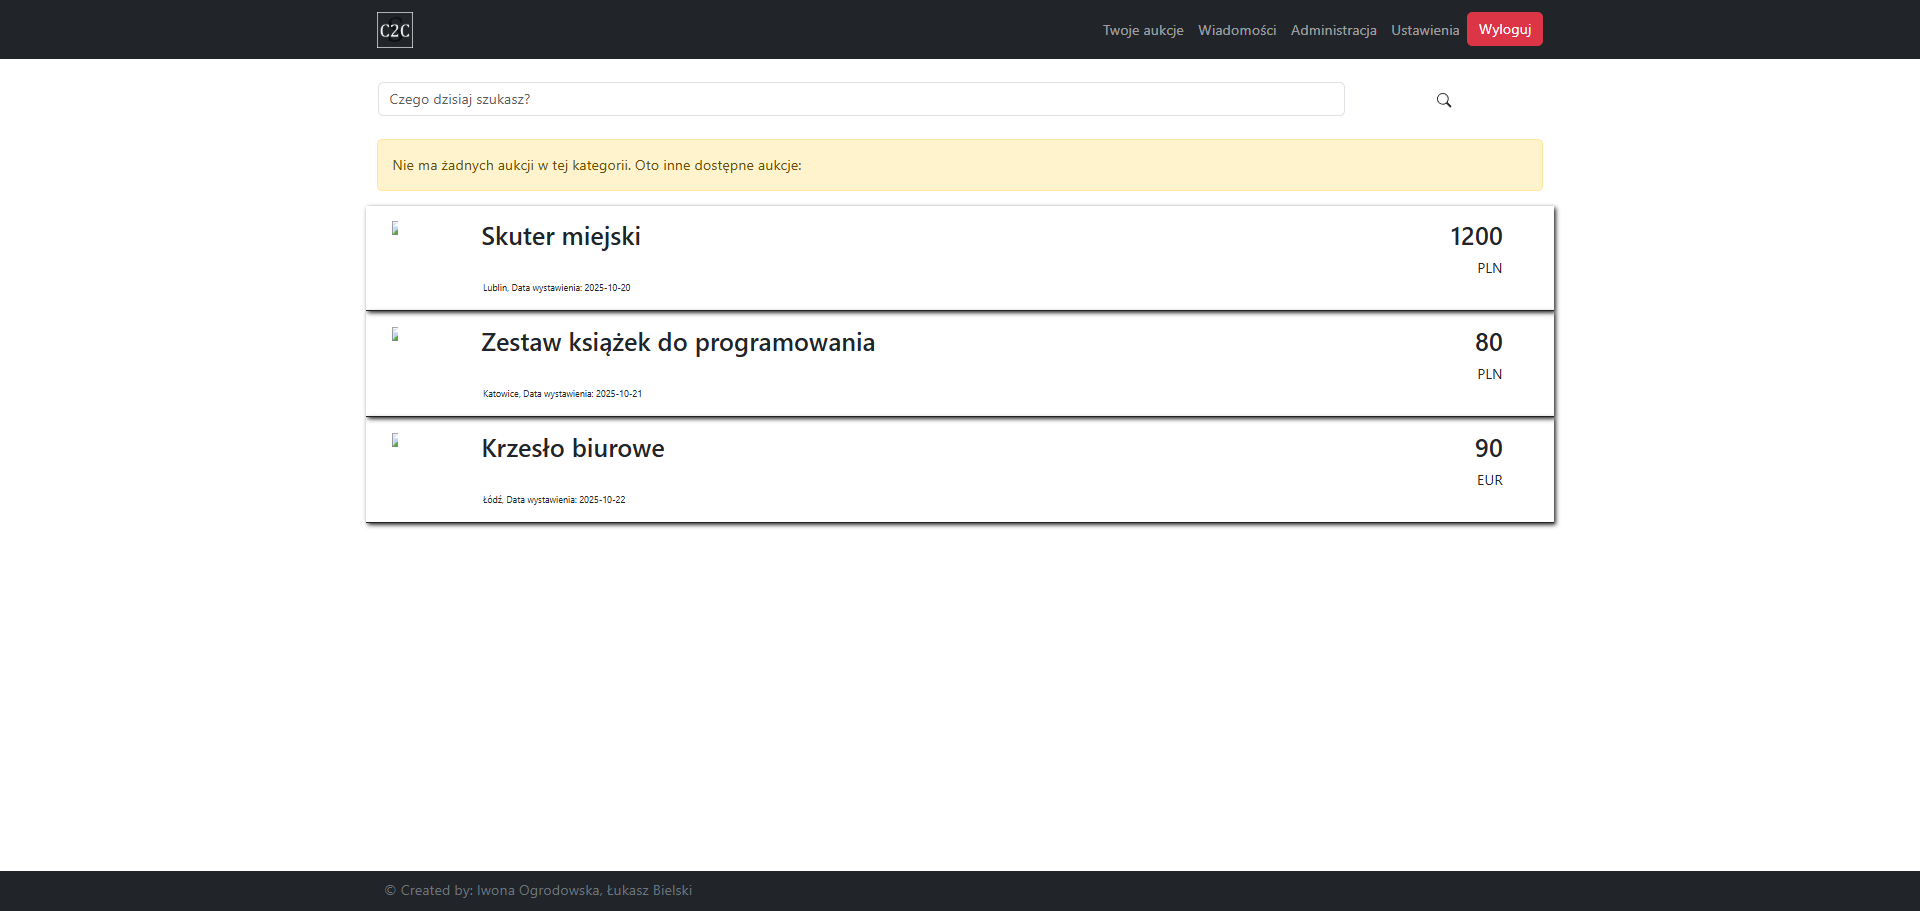 C2C
Twoje aukcje Wiadomości Administracja Ustawienia Wyloguj
Czego dzisiaj szukasz?
Nie ma żadnych aukcji w tej kategorii. Oto inne dostępne aukcje:
Skuter miejski 1200
PLN
Lublin, Data wystawienia: 2025-10-20
Zestaw książek do programowania 80
PLN
Katowice, Data wystawienia: 2025-10-21
Krzesło biurowe 90
EUR
Łódź, Data wystawienia: 2025-10-22
© Created by: Iwona Ogrodowska, Łukasz Bielski